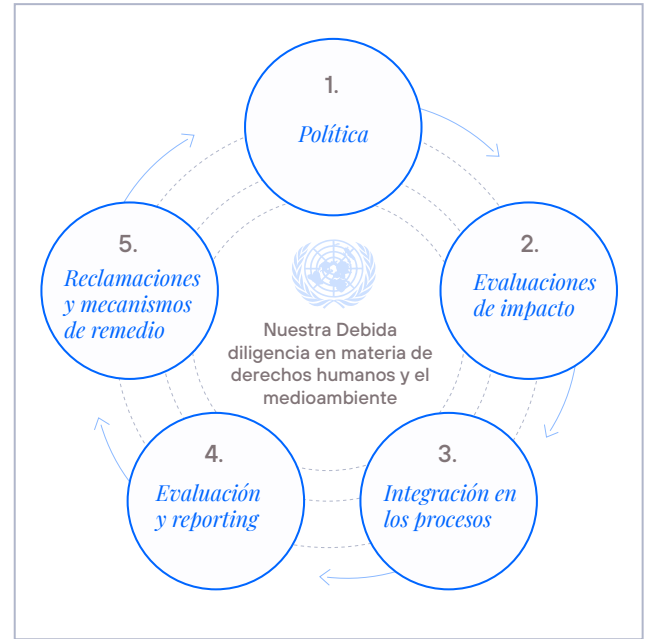 1.
Política
2.
Evaluaciones
de impacto
3.
Integración en
los procesos
4.
Evaluación
y reporting
5.
Reclamaciones
y mecanismos
de remedio
Nuestra Debida
diligencia en materia de
derechos humanos y el
medioambiente